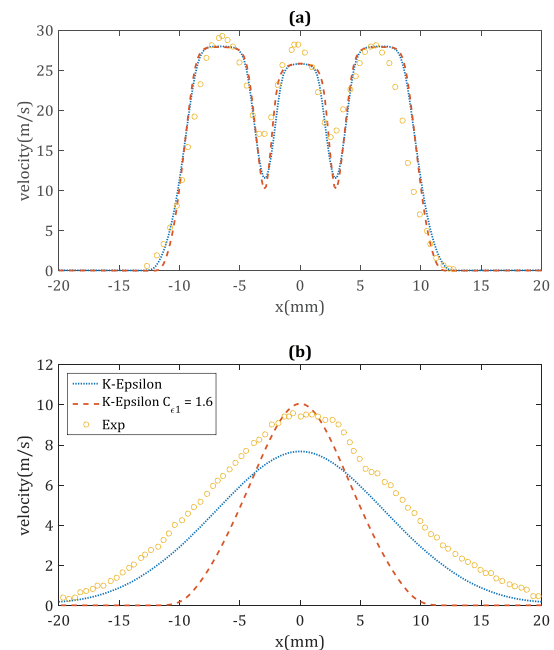 (a)
30
25
20
15
10
5
0
velocity(m/s)
-20 -15 -10 -5 0 5 10 15 20
x(mm)
(b)
12
10
8
6
4
2
0
velocity(m/s)
K-Epsilon
K-Epsilon C_ϵ1 = 1.6
Exp
-20 -15 -10 -5 0 5 10 15 20
x(mm)